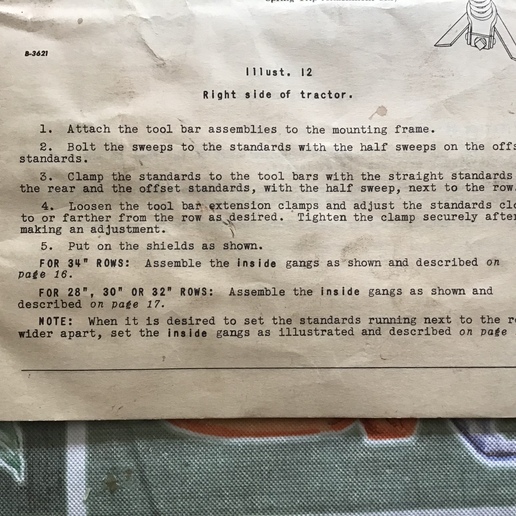 B-3621
Illust. 12
Right side of tractor.
1. Attach the tool bar assemblies to the mounting frame.
2. Bolt the sweeps to the standards with the half sweeps on the offs
standards.
3. Clamp the standards to the tool bars with the straight standards
the rear and the offset standards, with the half sweep, next to the row.
4. Loosen the tool bar extension clamps and adjust the standards clo
to or farther from the row as desired. Tighten the clamp securely after
making an adjustment.
5. Put on the shields as shown.
FOR 34" ROWS: Assemble the inside gangs as shown and described on
page 16.
FOR 28", 30" OR 32" ROWS: Assemble the inside gangs as shown and
described on page 17.
NOTE: When it is desired to set the standards running next to the ro
wider apart, set the inside gangs as illustrated and described on page